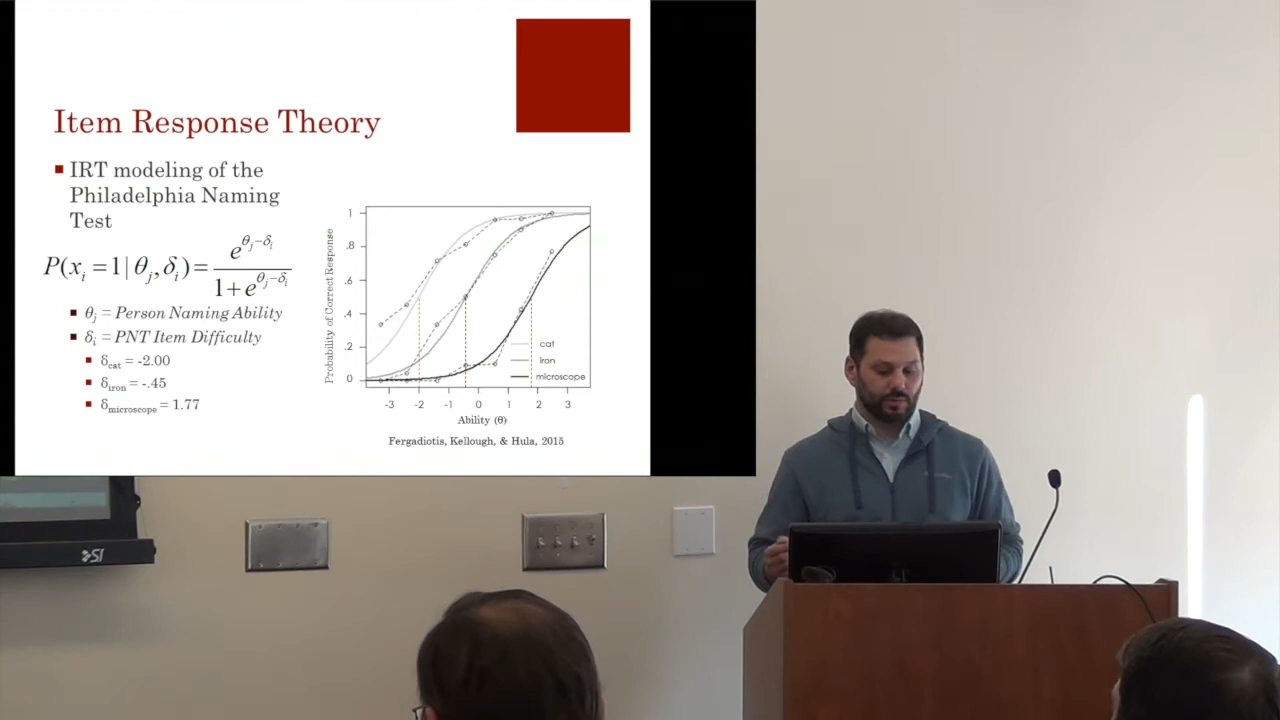 Item Response Theory
IRT modeling of the
Philadelphia Naming
Test
P(x_i = 1 | θ_j, δ_i) = e^(θ_j−δ_i) / (1 + e^(θ_j−δ_i))
θ_j = Person Naming Ability
δ_i = PNT Item Difficulty
δ_cat = -2.00
δ_iron = -.45
δ_microscope = 1.77
Probability of Correct Response
1
.8
.6
.4
.2
0
cat
iron
microscope
-3 -2 -1 0 1 2 3
Ability (θ)
Fergadiotis, Kellough, & Hula, 2015
SI